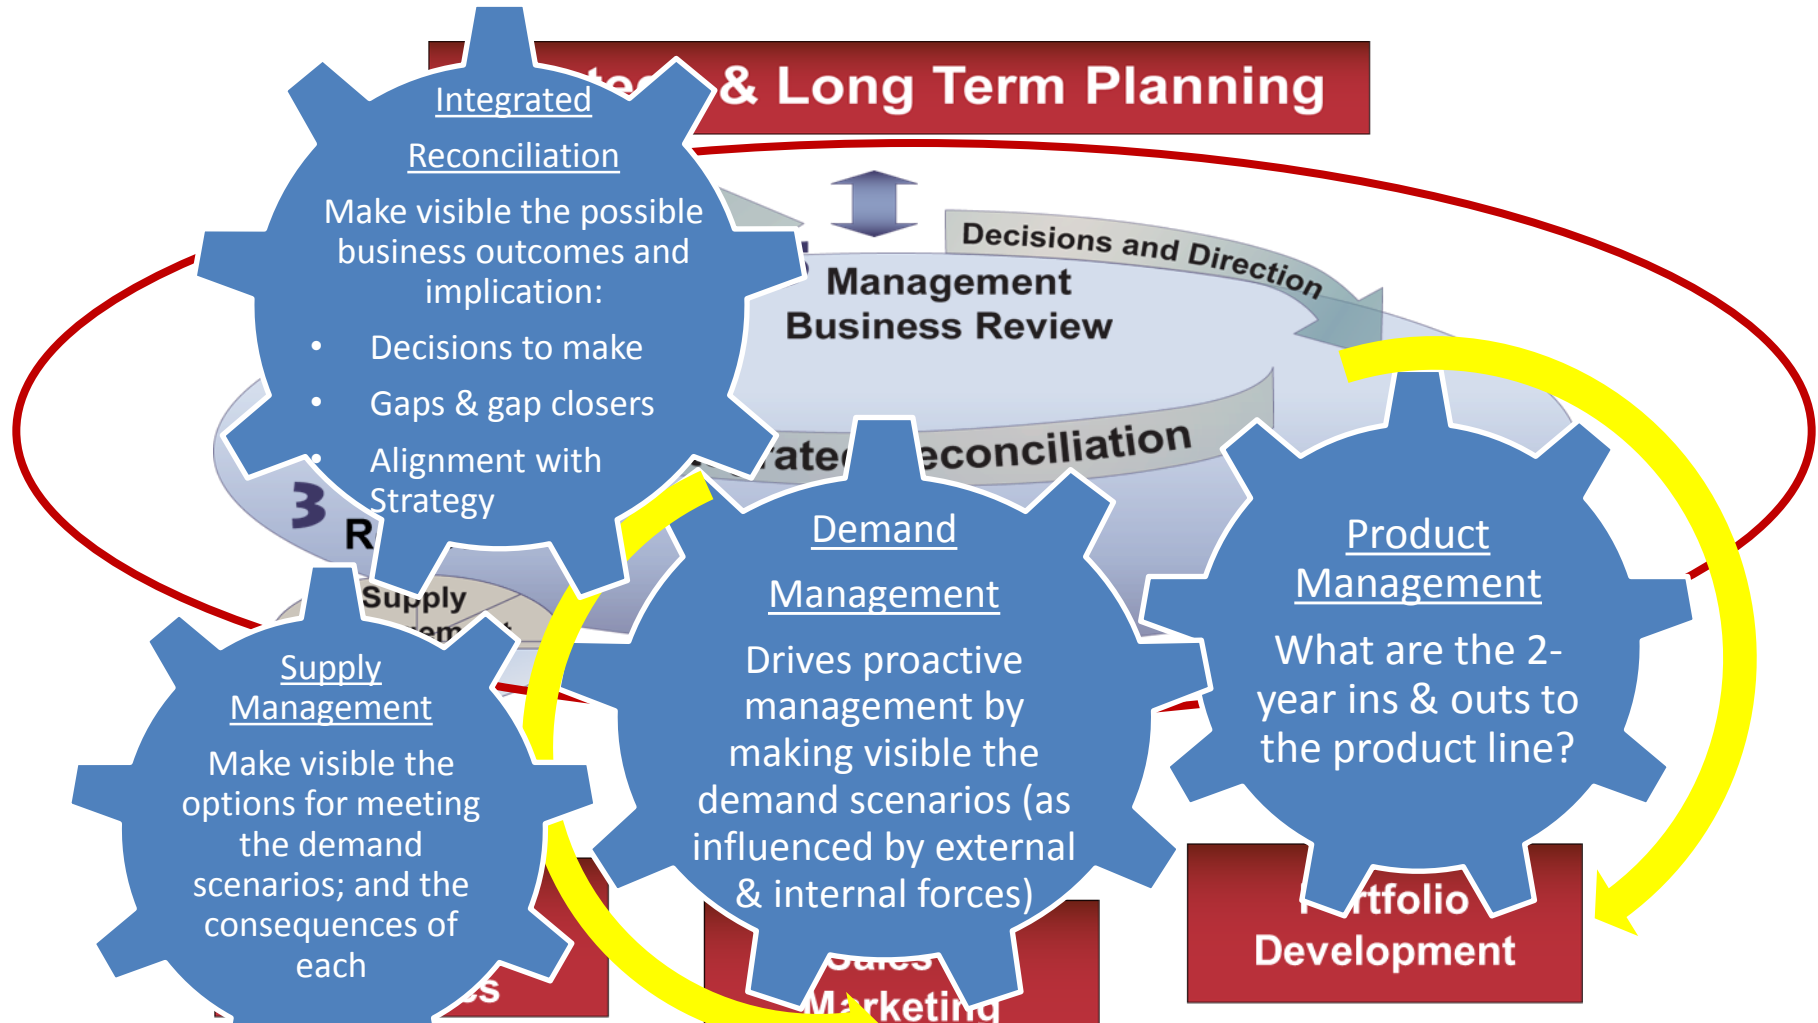 & Long Term Planning
Integrated
Reconciliation
Make visible the possible
business outcomes and
implication:
• Decisions to make
• Gaps & gap closers
• Alignment with
Strategy
Decisions and Direction
Management
Business Review
3
Supply
Demand
Management
Drives proactive
management by
making visible the
demand scenarios (as
influenced by external
& internal forces)
Product
Management
What are the 2-
year ins & outs to
the product line?
Supply
Management
Make visible the
options for meeting
the demand
scenarios; and the
consequences of
each
Sales
Marketing
Development